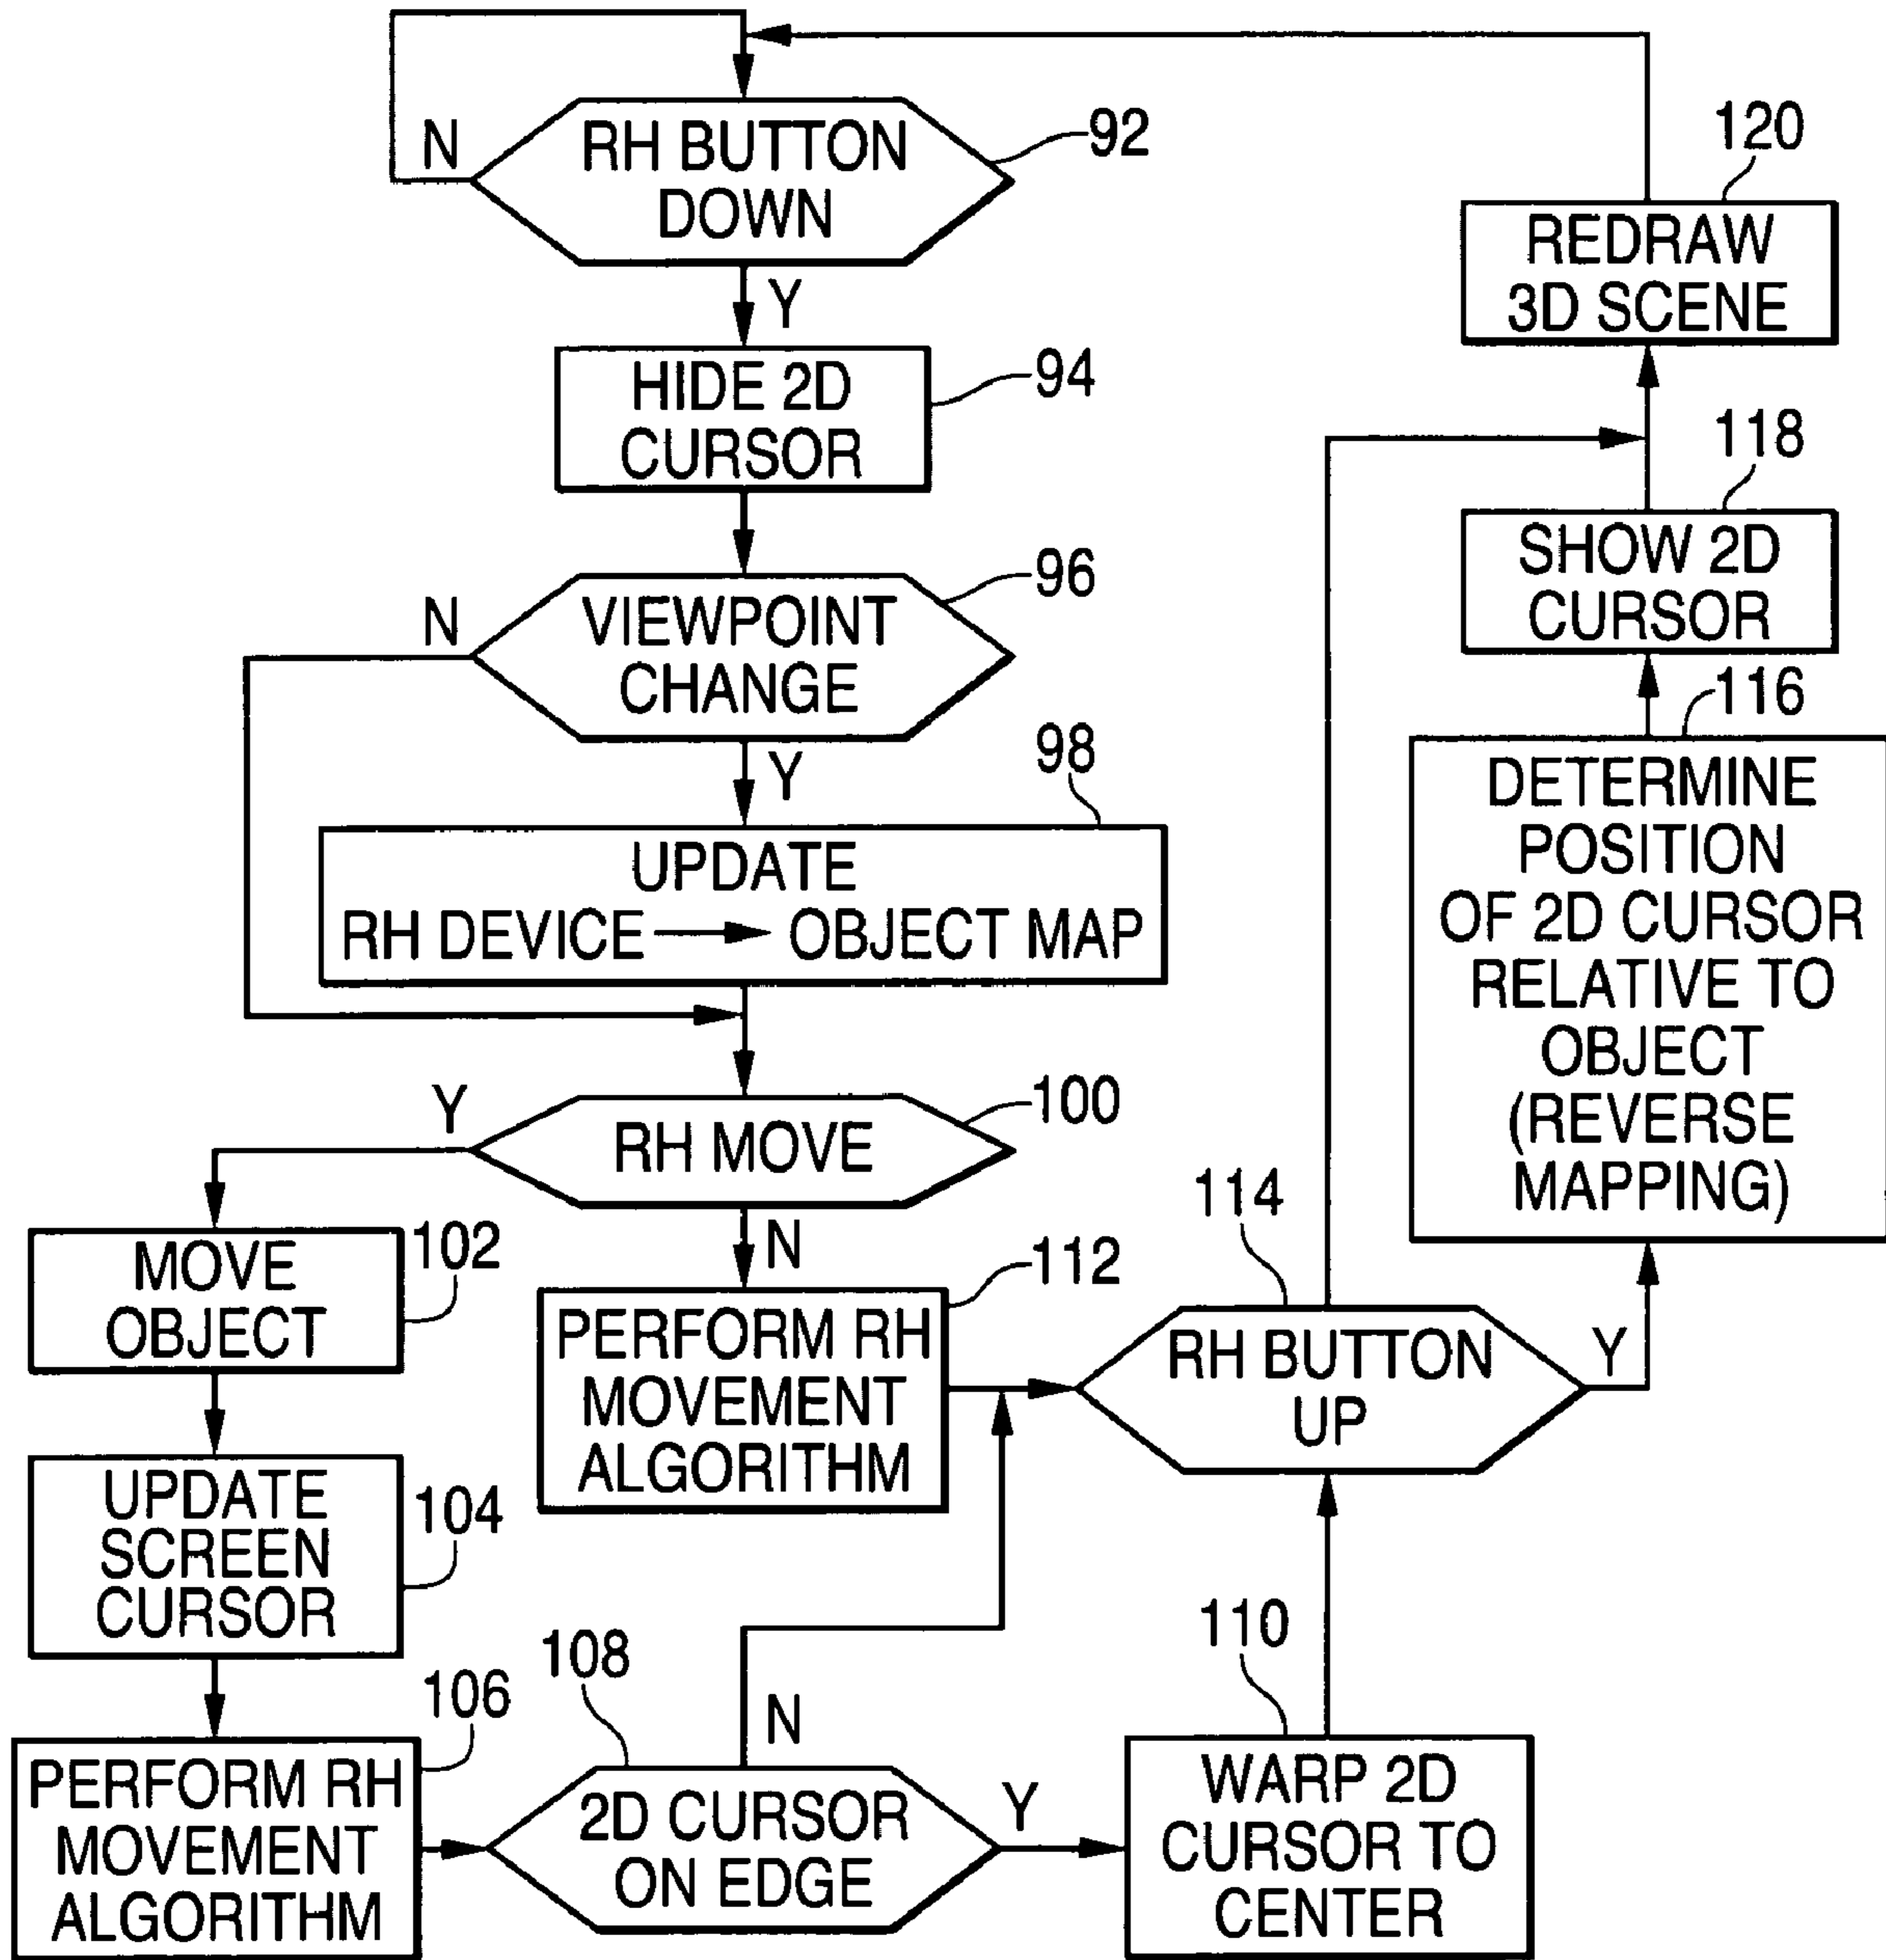 N
RH BUTTON
DOWN
92
Y
HIDE 2D
CURSOR
94
N
VIEWPOINT
CHANGE
96
Y
98
UPDATE
RH DEVICE → OBJECT MAP
Y
RH MOVE
100
N
MOVE
OBJECT
102
UPDATE
SCREEN
CURSOR
104
PERFORM RH
MOVEMENT
ALGORITHM
106
2D CURSOR
ON EDGE
108
N
Y
WARP 2D
CURSOR TO
CENTER
110
PERFORM RH
MOVEMENT
ALGORITHM
112
RH BUTTON
UP
114
Y
DETERMINE
POSITION
OF 2D CURSOR
RELATIVE TO
OBJECT
(REVERSE
MAPPING)
116
SHOW 2D
CURSOR
118
REDRAW
3D SCENE
120